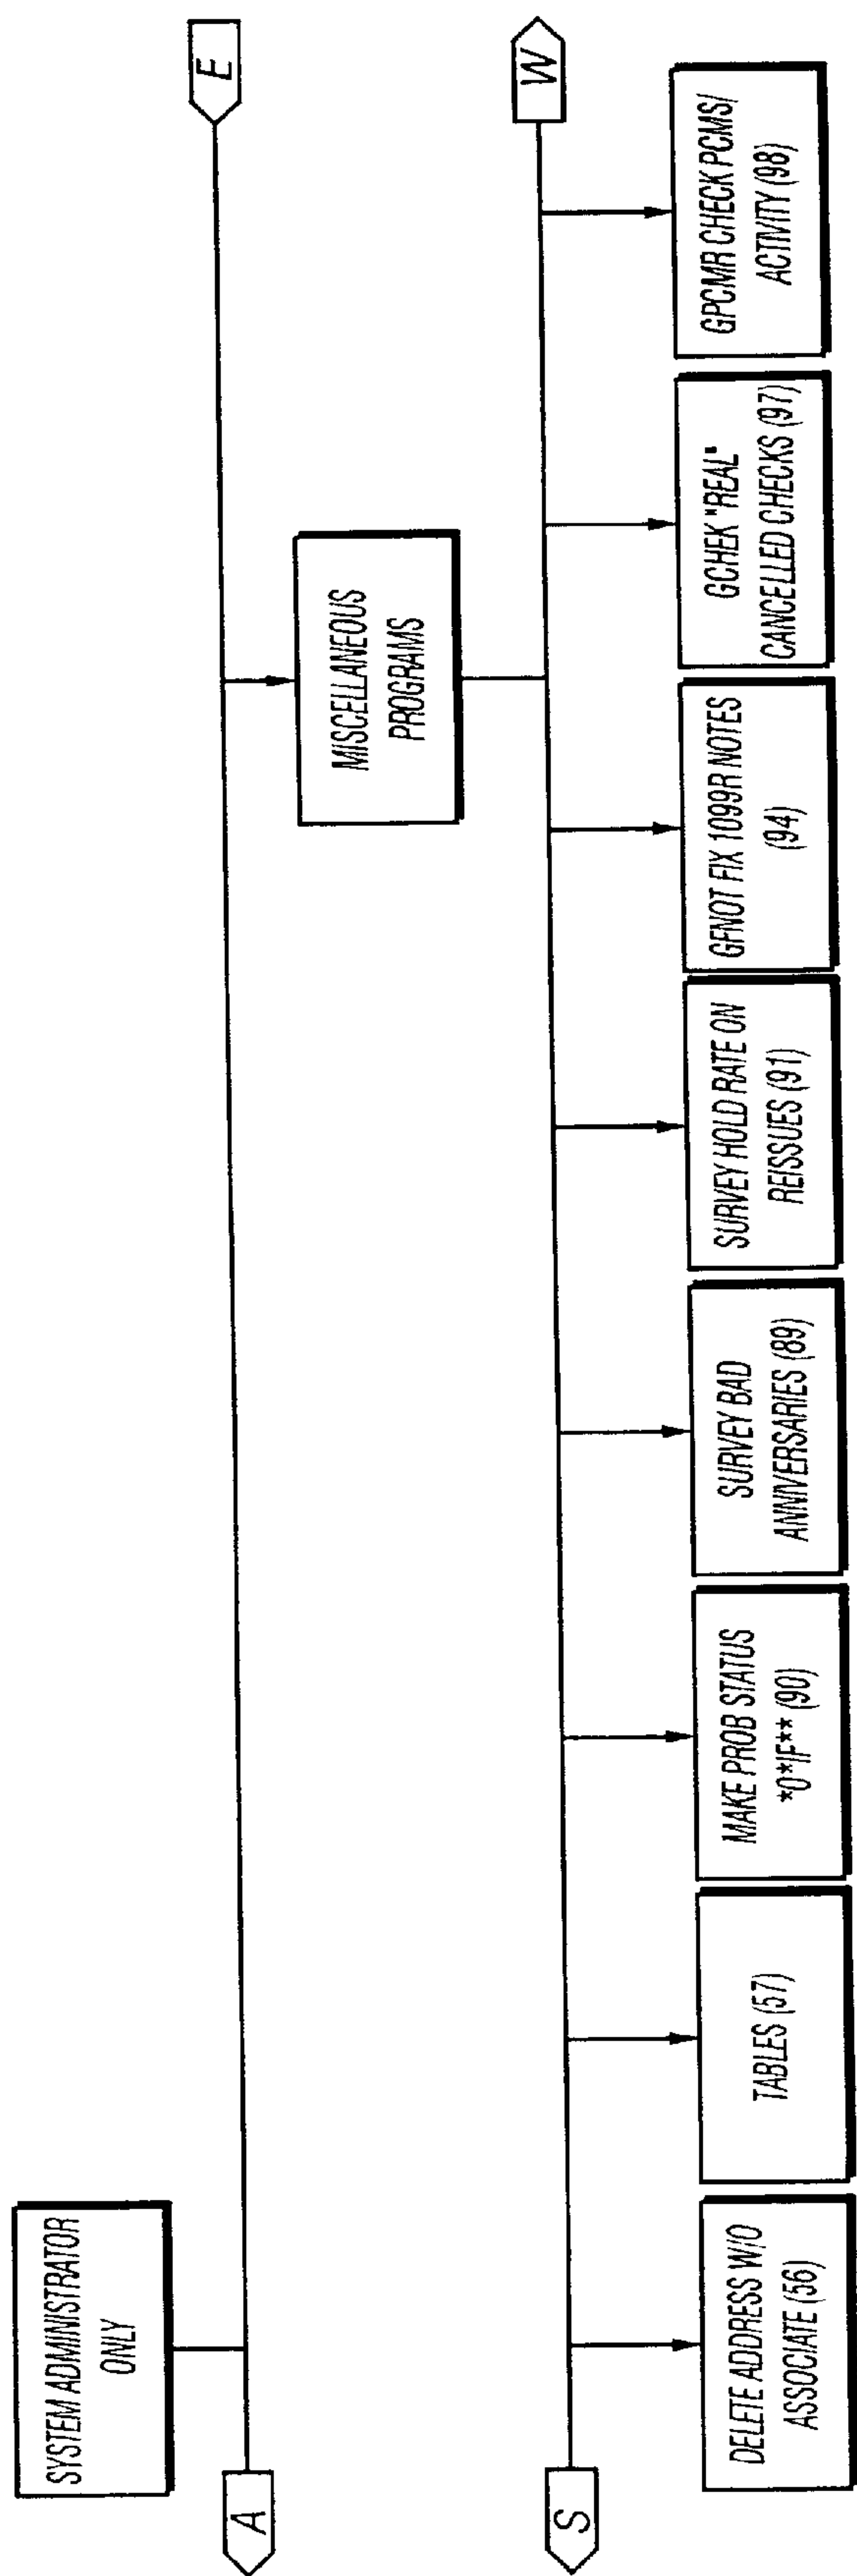 SYSTEM ADMINISTRATOR
ONLY
A
E
MISCELLANEOUS
PROGRAMS
S
W
DELETE ADDRESS W/O
ASSOCIATE (56)
TABLES (57)
MAKE PROB STATUS
*0*IF** (90)
SURVEY BAD
ANNIVERSARIES (89)
SURVEY HOLD RATE ON
REISSUES (91)
GFNOT FIX 1099R NOTES
(94)
GCHEK "REAL"
CANCELLED CHECKS (97)
GPCMR CHECK PCMS/
ACTIVITY (98)